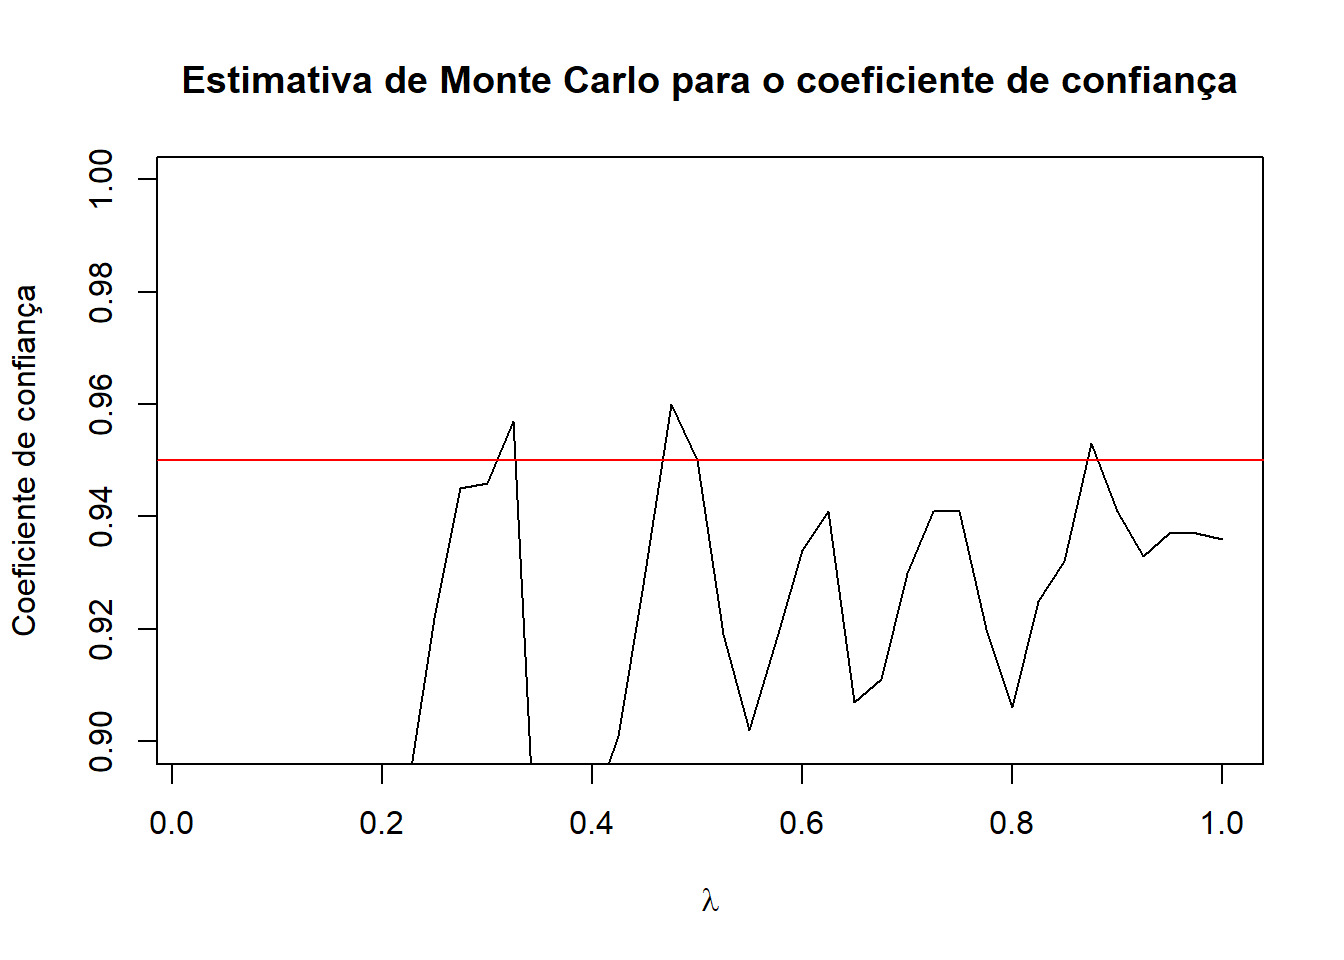 Estimativa de Monte Carlo para o coeficiente de confiança
Coeficiente de confiança
1.00
0.98
0.96
0.94
0.92
0.90
0.0 0.2 0.4 0.6 0.8 1.0
λ